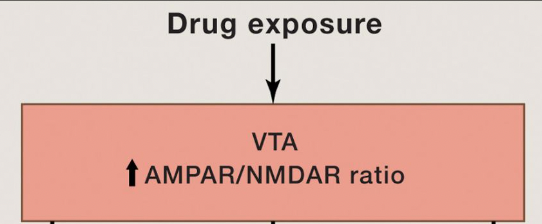 Drug exposure
VTA
⬆ AMPAR/NMDAR ratio